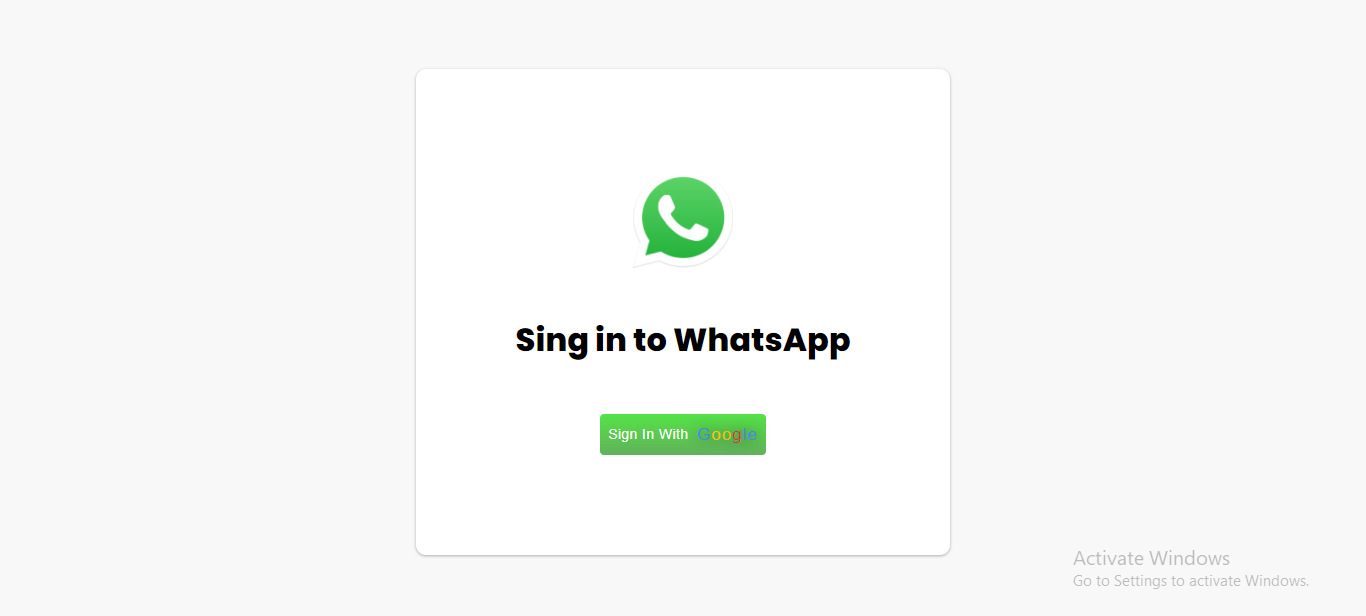 Sing in to WhatsApp
Sign In With Google
Activate Windows
Go to Settings to activate Windows.